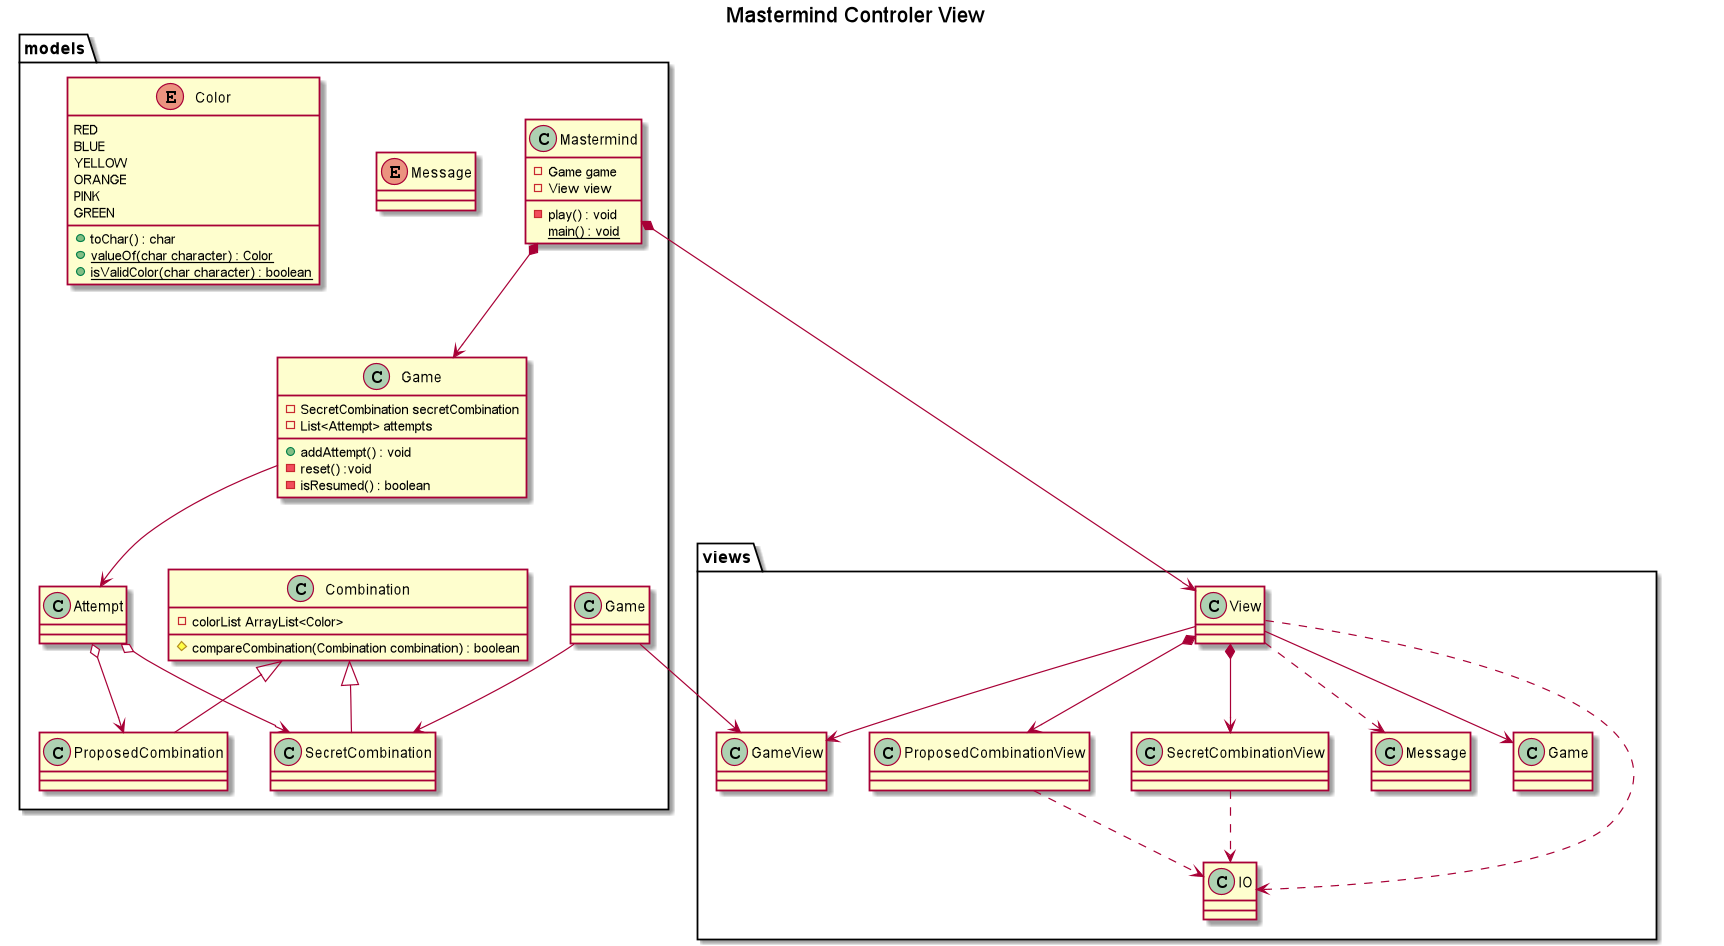 Mastermind Controler View
models
E Color
RED
BLUE
YELLOW
ORANGE
PINK
GREEN
toChar() : char
valueOf(char character) : Color
isValidColor(char character) : boolean
E Message
C Mastermind
Game game
View view
play() : void
main() : void
C Game
SecretCombination secretCombination
List<Attempt> attempts
addAttempt() : void
reset() :void
isResumed() : boolean
C Attempt
C Combination
colorList ArrayList<Color>
compareCombination(Combination combination) : boolean
C Game
C ProposedCombination
C SecretCombination
views
C View
C GameView
C ProposedCombinationView
C SecretCombinationView
C Message
C Game
C IO